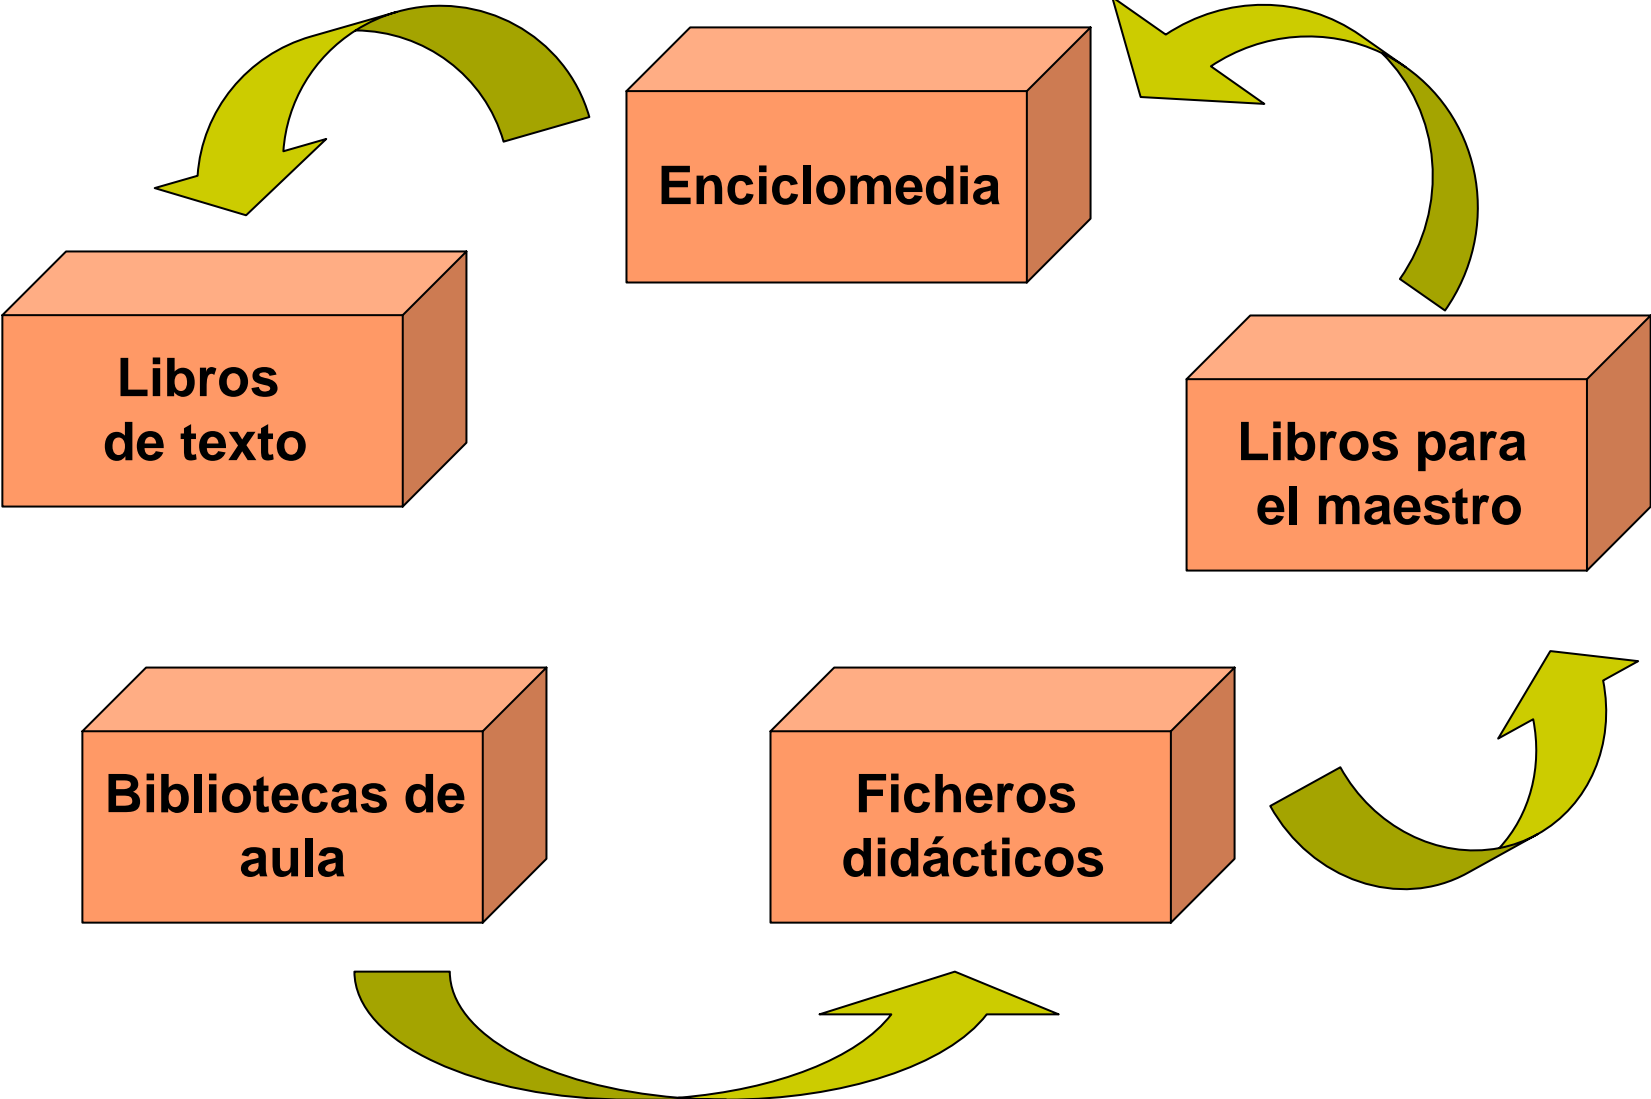 Enciclomedia
Libros
de texto
Libros para
el maestro
Bibliotecas de
aula
Ficheros
didácticos